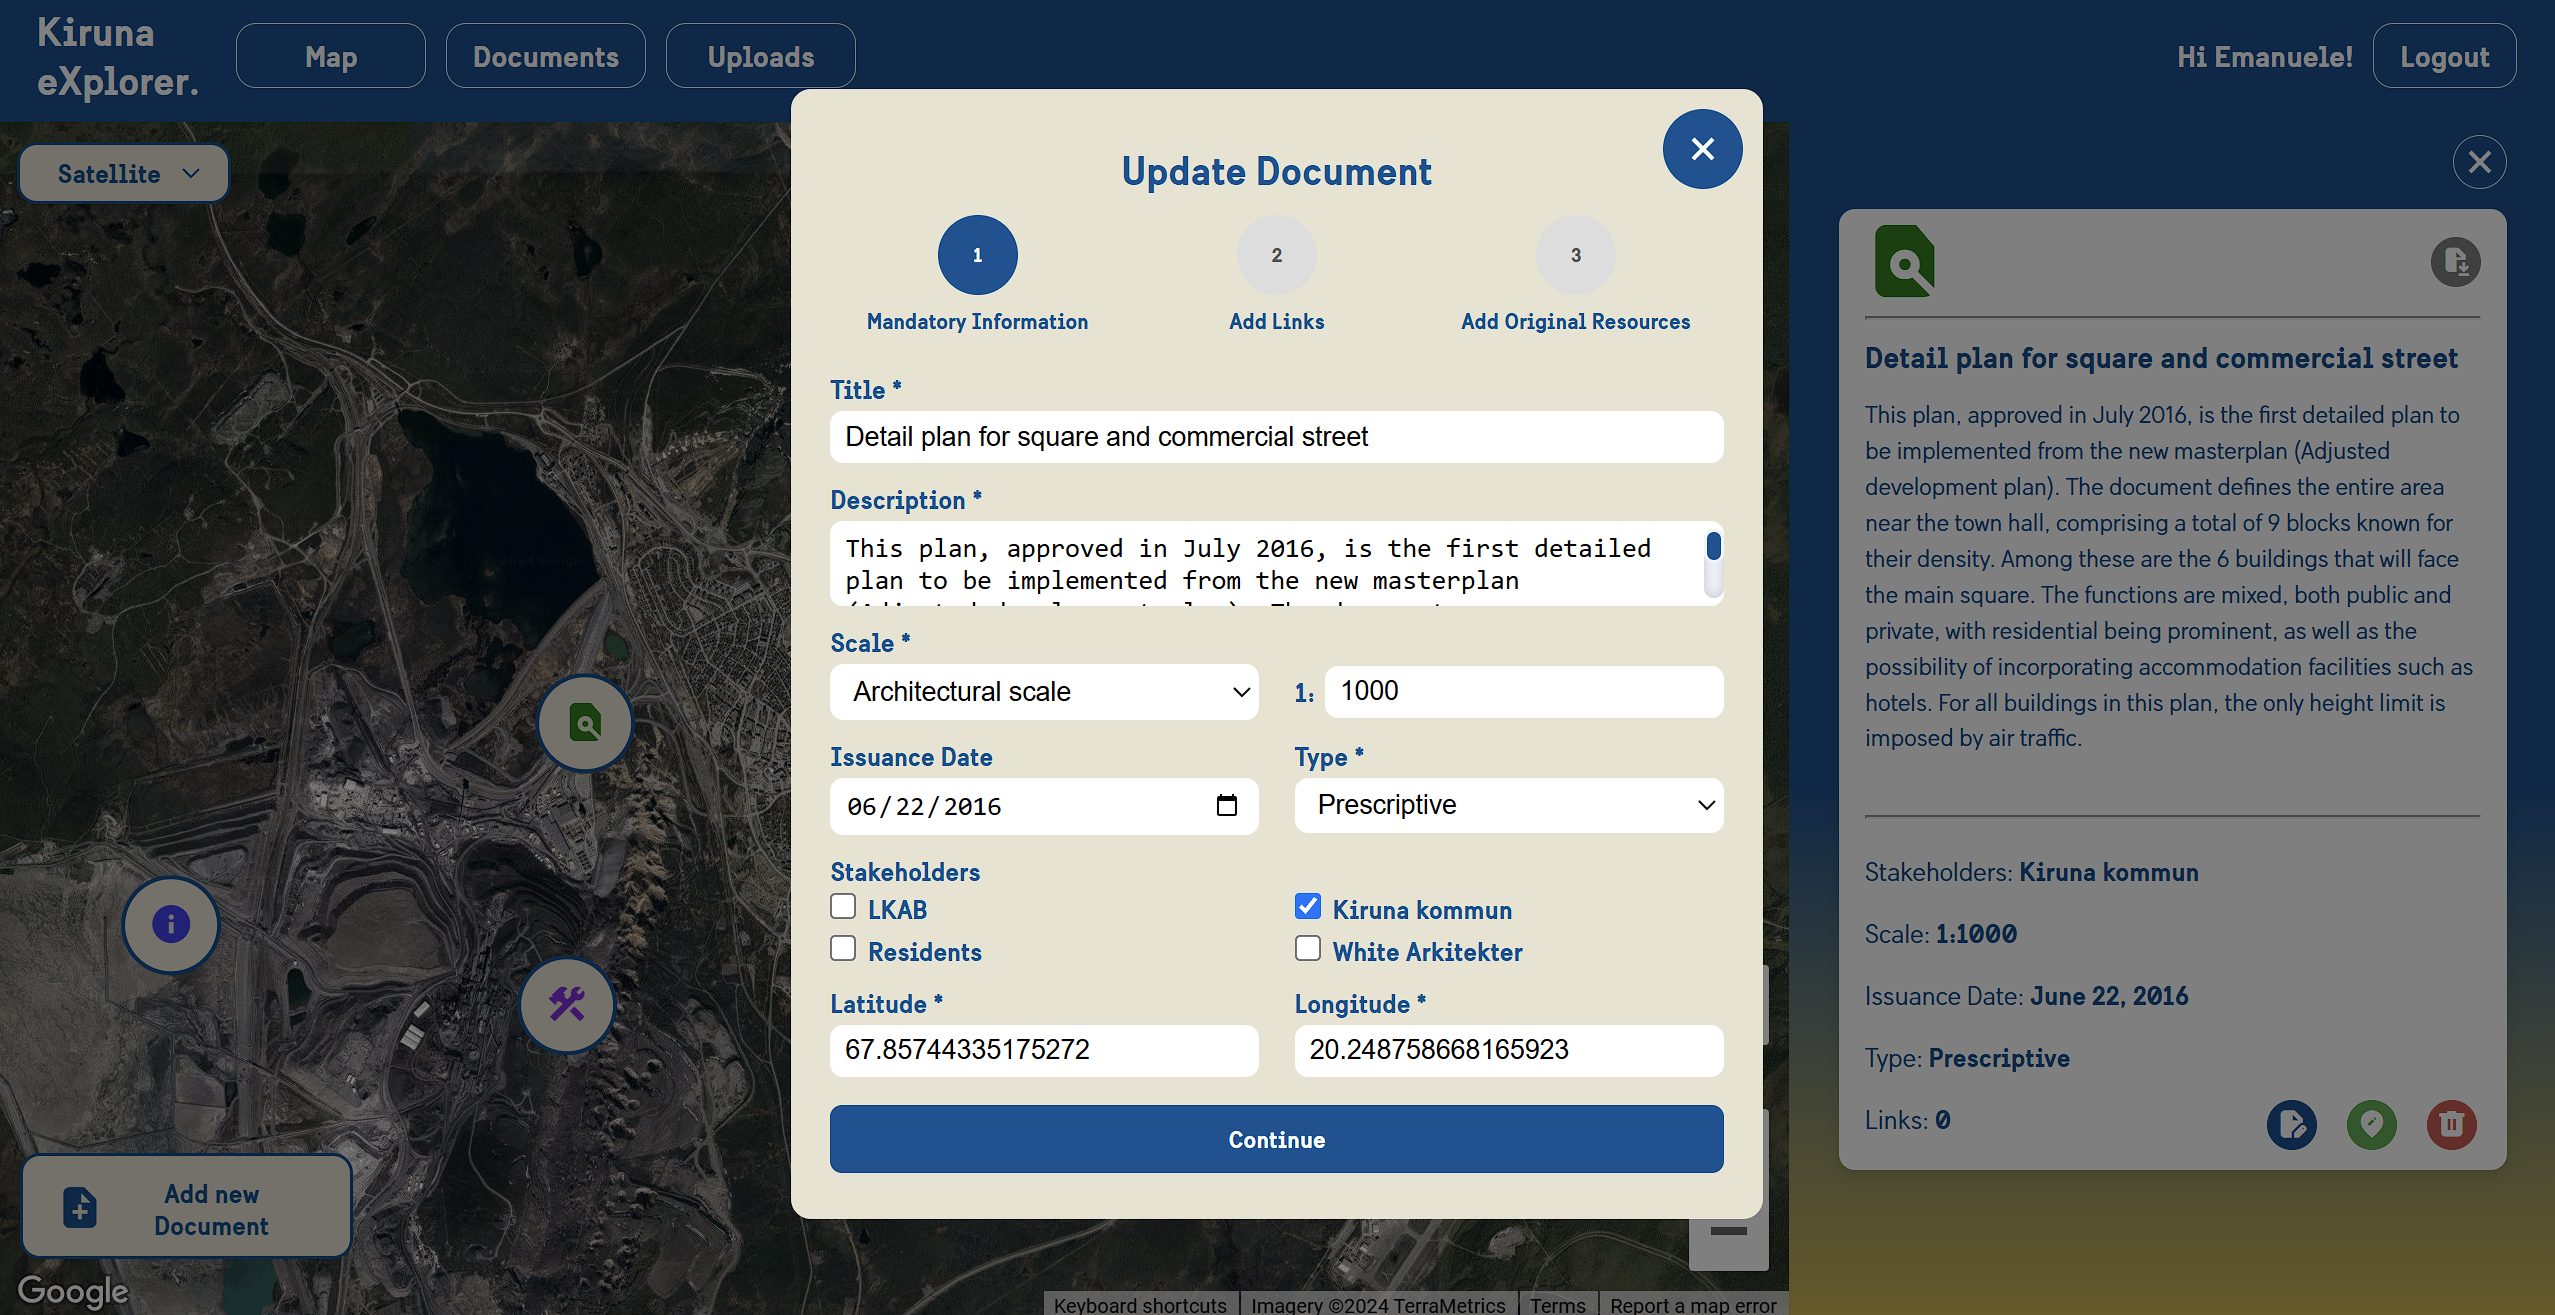 Kiruna
eXplorer.
Map
Documents
Uploads
Hi Emanuele!
Logout
Satellite
Add new
Document
Google
Keyboard shortcuts
Imagery ©2024 TerraMetrics
Terms
Report a map error
Update Document
1
2
3
Mandatory Information
Add Links
Add Original Resources
Title *
Detail plan for square and commercial street
Description *
This plan, approved in July 2016, is the first detailed
plan to be implemented from the new masterplan
Scale *
Architectural scale
1:
1000
Issuance Date
06/22/2016
Type *
Prescriptive
Stakeholders
LKAB
Kiruna kommun
Residents
White Arkitekter
Latitude *
67.85744335175272
Longitude *
20.248758668165923
Continue
Detail plan for square and commercial street
This plan, approved in July 2016, is the first detailed plan to
be implemented from the new masterplan (Adjusted
development plan). The document defines the entire area
near the town hall, comprising a total of 9 blocks known for
their density. Among these are the 6 buildings that will face
the main square. The functions are mixed, both public and
private, with residential being prominent, as well as the
possibility of incorporating accommodation facilities such as
hotels. For all buildings in this plan, the only height limit is
imposed by air traffic.
Stakeholders: Kiruna kommun
Scale: 1:1000
Issuance Date: June 22, 2016
Type: Prescriptive
Links: 0